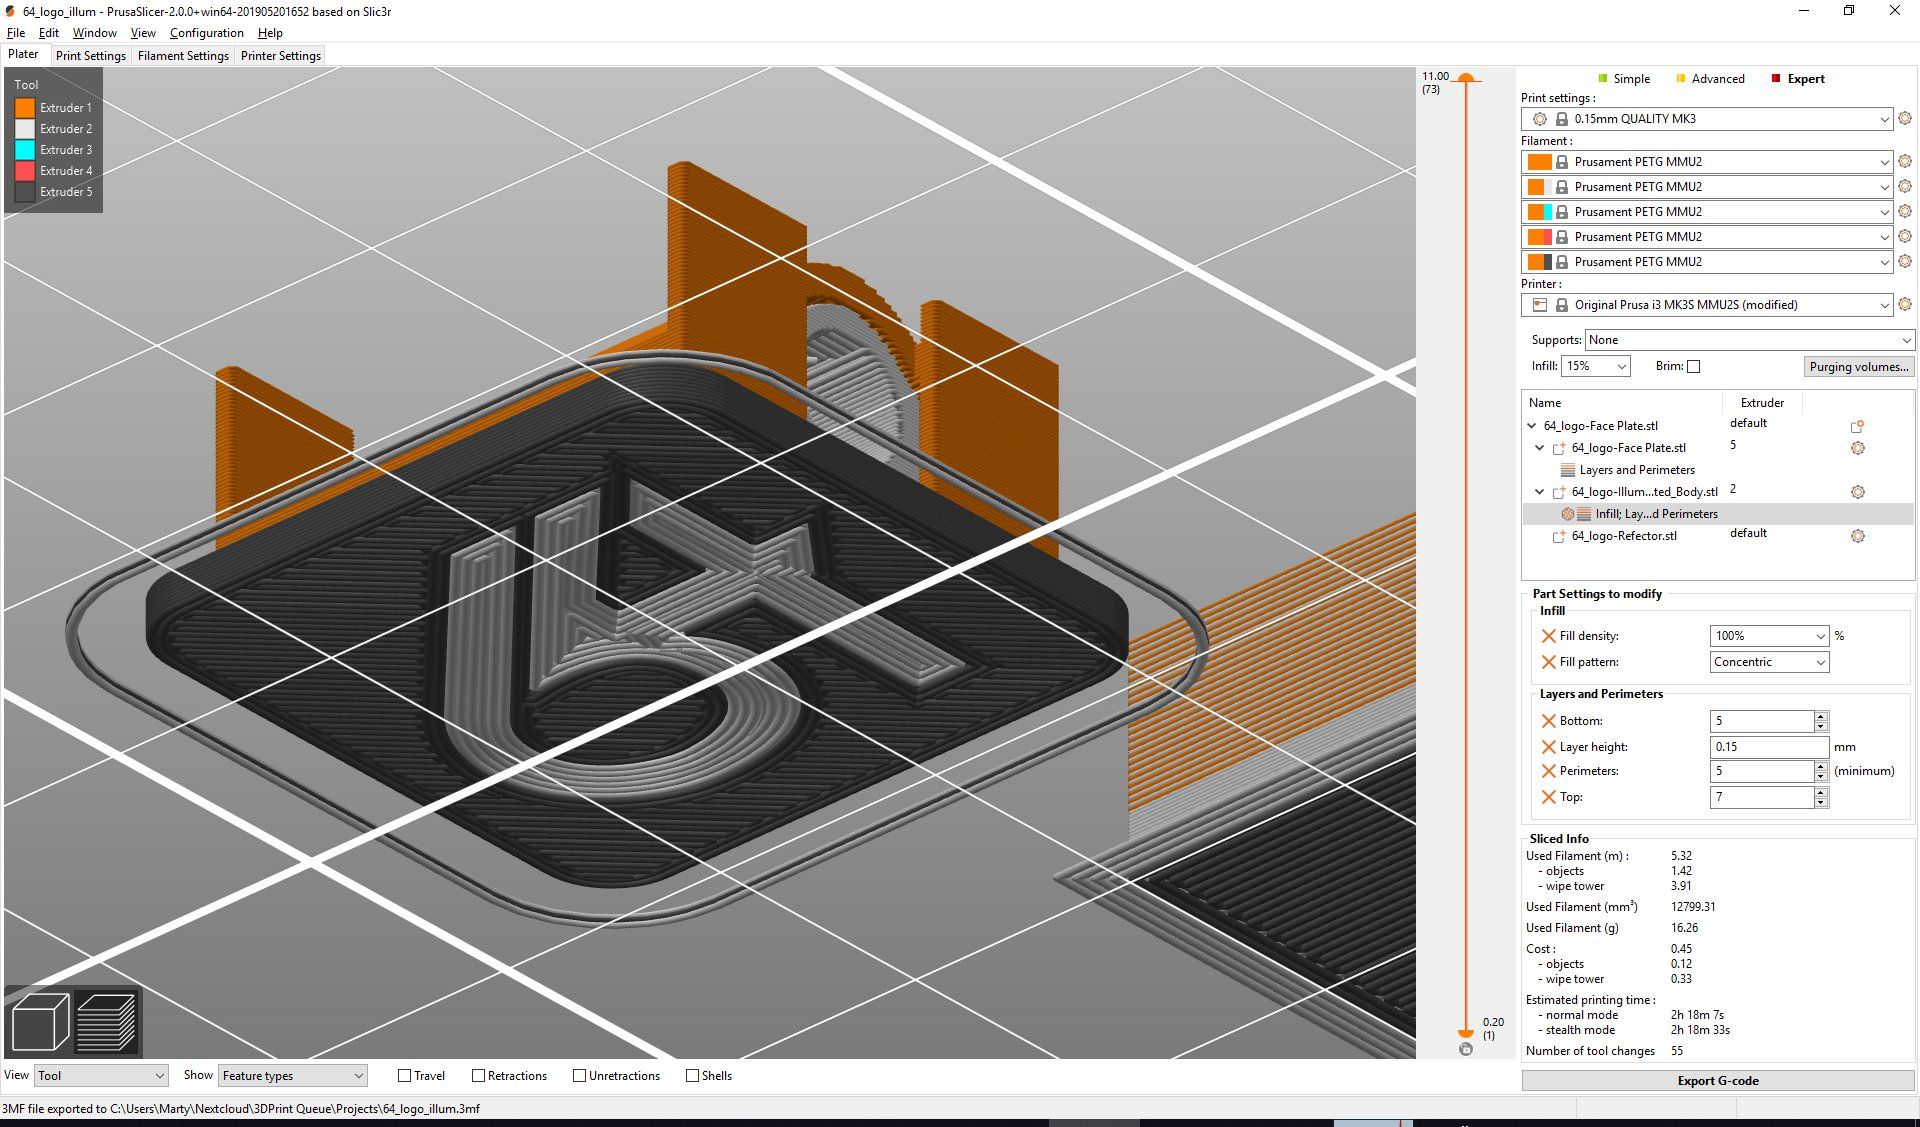 64_logo_illum - PrusaSlicer-2.0.0+win64-201905201652 based on Slic3r
File Edit Window View Configuration Help
Plater Print Settings Filament Settings Printer Settings
Tool
Extruder 1
Extruder 2
Extruder 3
Extruder 4
Extruder 5
11.00
(73)
0.20
(1)
Simple Advanced Expert
Print settings :
0.15mm QUALITY MK3
Filament :
Prusament PETG MMU2
Prusament PETG MMU2
Prusament PETG MMU2
Prusament PETG MMU2
Prusament PETG MMU2
Printer :
Original Prusa i3 MK3S MMU2S (modified)
Supports: None
Infill: 15% Brim: Purging volumes...
Name Extruder
64_logo-Face Plate.stl default
64_logo-Face Plate.stl 5
Layers and Perimeters
64_logo-Illum...ted_Body.stl 2
Infill; Lay...d Perimeters
64_logo-Refector.stl default
Part Settings to modify
Infill
Fill density: 100% %
Fill pattern: Concentric
Layers and Perimeters
Bottom: 5
Layer height: 0.15 mm
Perimeters: 5 (minimum)
Top: 7
Sliced Info
Used Filament (m) : 5.32
- objects 1.42
- wipe tower 3.91
Used Filament (mm³) 12799.31
Used Filament (g) 16.26
Cost : 0.45
- objects 0.12
- wipe tower 0.33
Estimated printing time :
- normal mode 2h 18m 7s
- stealth mode 2h 18m 33s
Number of tool changes 55
Export G-code
View Tool Show Feature types Travel Retractions Unretractions Shells
3MF file exported to C:\Users\Marty\Nextcloud\3DPrint Queue\Projects\64_logo_illum.3mf